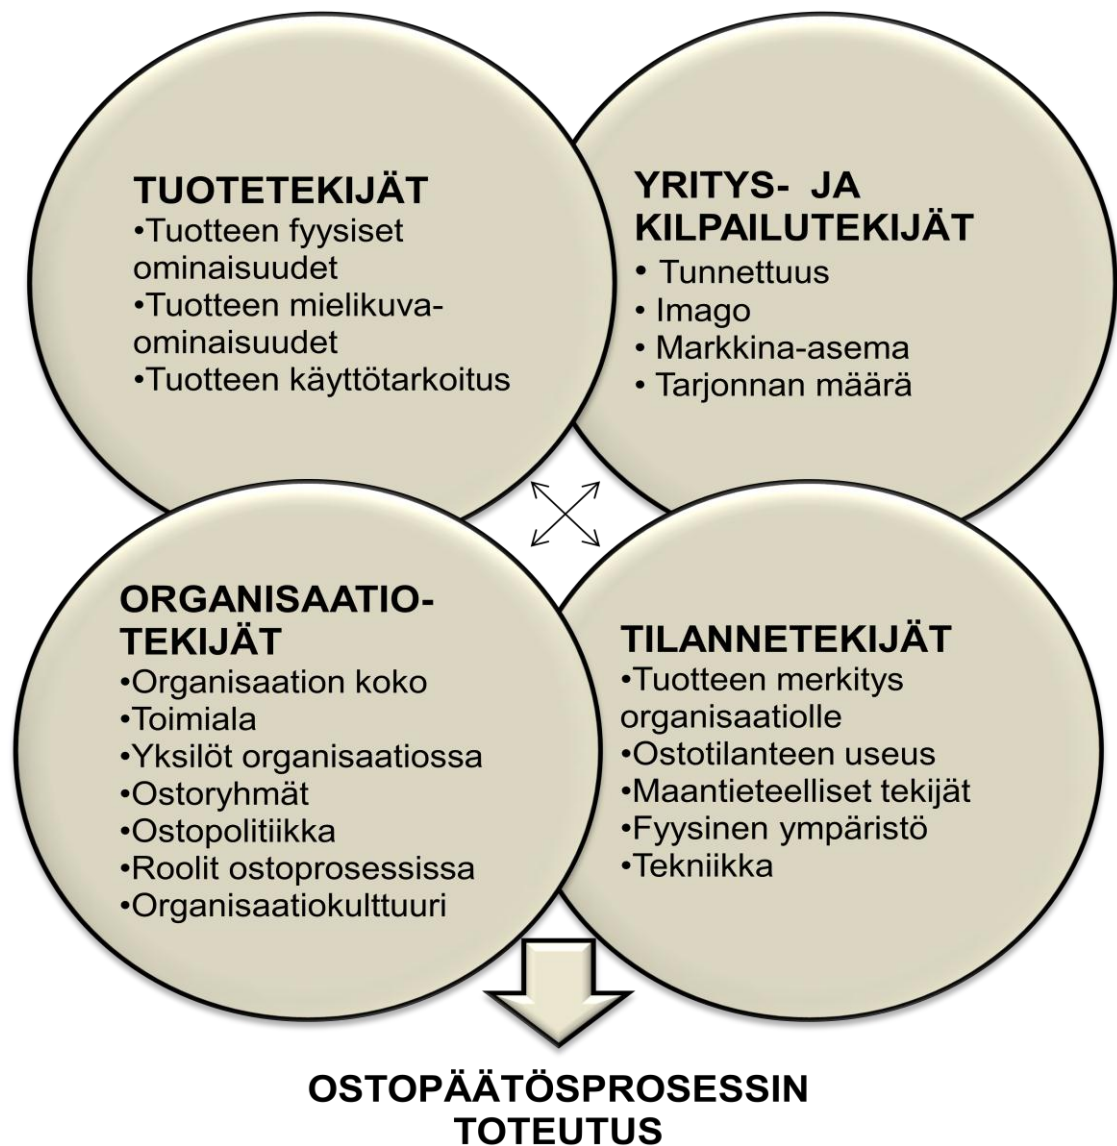 TUOTETEKIJÄT
•Tuotteen fyysiset
ominaisuudet
•Tuotteen mielikuva-
ominaisuudet
•Tuotteen käyttötarkoitus
YRITYS- JA
KILPAILUTEKIJÄT
• Tunnettuus
• Imago
• Markkina-asema
• Tarjonnan määrä
ORGANISAATIO-
TEKIJÄT
•Organisaation koko
•Toimiala
•Yksilöt organisaatiossa
•Ostoryhmät
•Ostopolitiikka
•Roolit ostoprosessissa
•Organisaatiokulttuuri
TILANNETEKIJÄT
•Tuotteen merkitys
organisaatiolle
•Ostotilanteen useus
•Maantieteelliset tekijät
•Fyysinen ympäristö
•Tekniikka
OSTOPÄÄTÖSPROSESSIN
TOTEUTUS